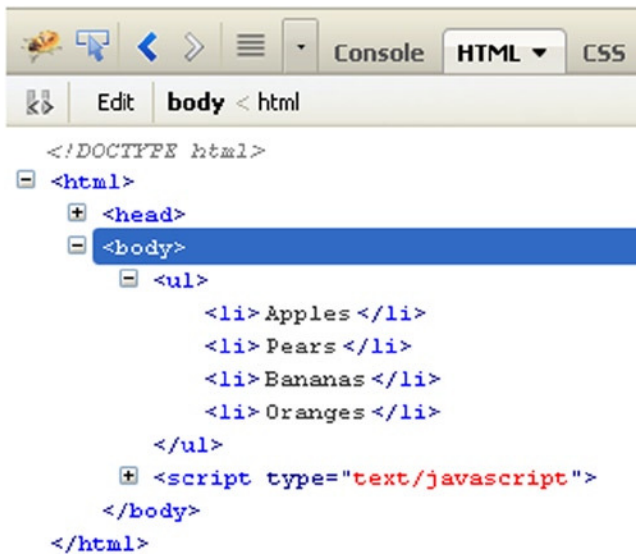 Console HTML CSS
Edit body < html
<!DOCTYPE html>
<html>
<head>
<body>
<ul>
<li>Apples</li>
<li>Pears</li>
<li>Bananas</li>
<li>Oranges</li>
</ul>
<script type="text/javascript">
</body>
</html>